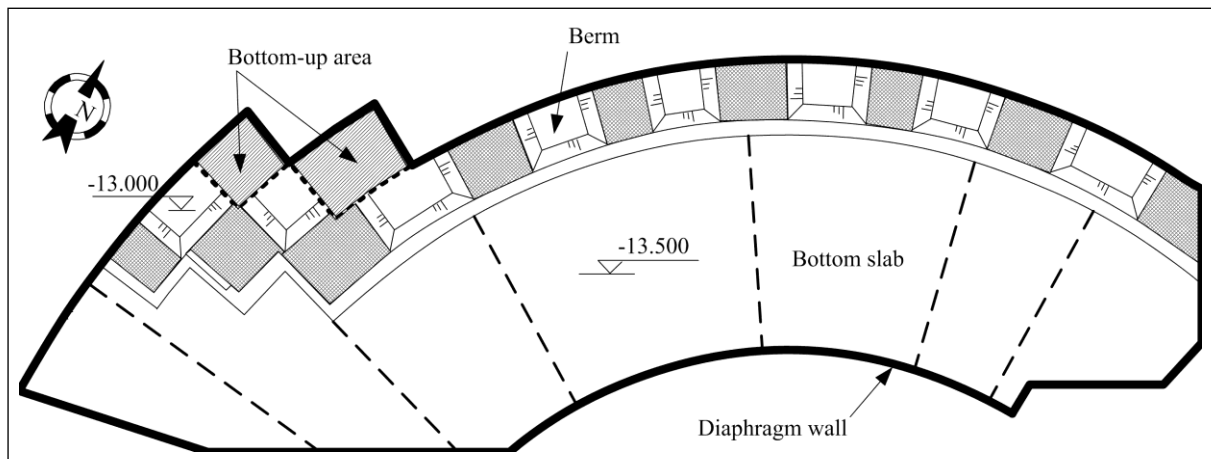 Berm
Bottom-up area
N
-13.000
-13.500
Bottom slab
Diaphragm wall